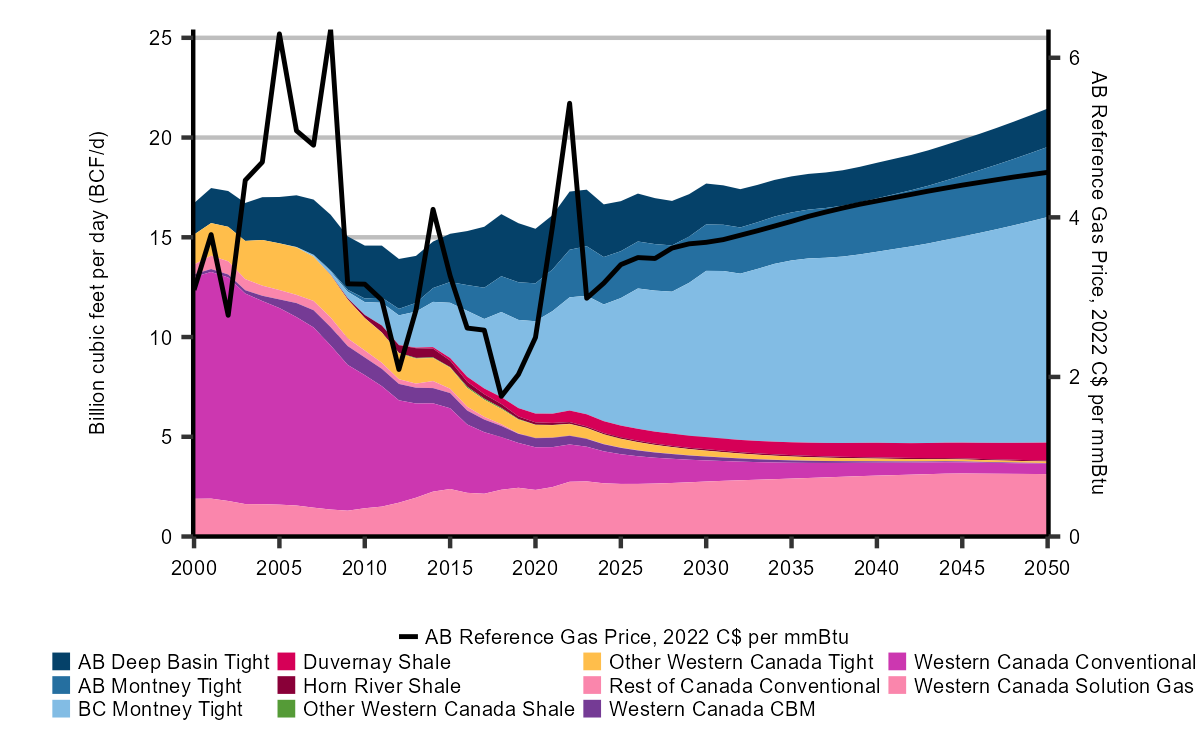 25
20
15
10
5
0
Billion cubic feet per day (BCF/d)
6
4
2
0
AB Reference Gas Price, 2022 C$ per mmBtu
2000 2005 2010 2015 2020 2025 2030 2035 2040 2045 2050
AB Reference Gas Price, 2022 C$ per mmBtu
AB Deep Basin Tight Duvernay Shale Other Western Canada Tight Western Canada Conventional
AB Montney Tight Horn River Shale Rest of Canada Conventional Western Canada Solution Gas
BC Montney Tight Other Western Canada Shale Western Canada CBM